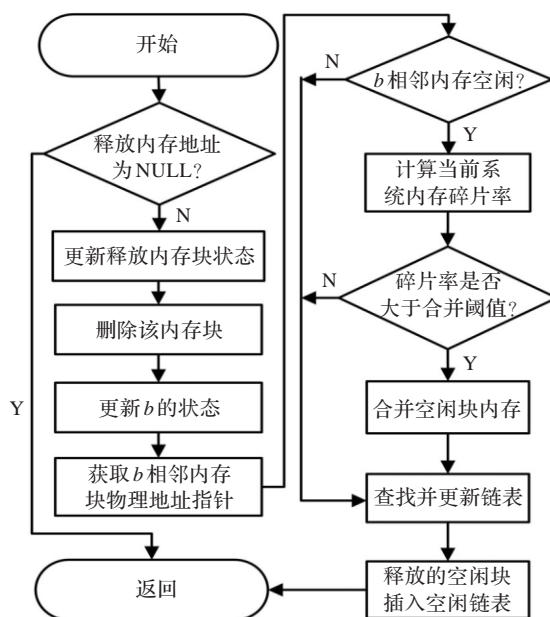 开始
释放内存地址
为NULL?
N
更新释放内存块状态
删除该内存块
Y
更新b的状态
获取b相邻内存
块物理地址指针
返回
N
b相邻内存空闲?
Y
计算当前系
统内存碎片率
N
碎片率是否
大于合并阈值?
Y
合并空闲块内存
查找并更新链表
释放的空闲块
插入空闲链表